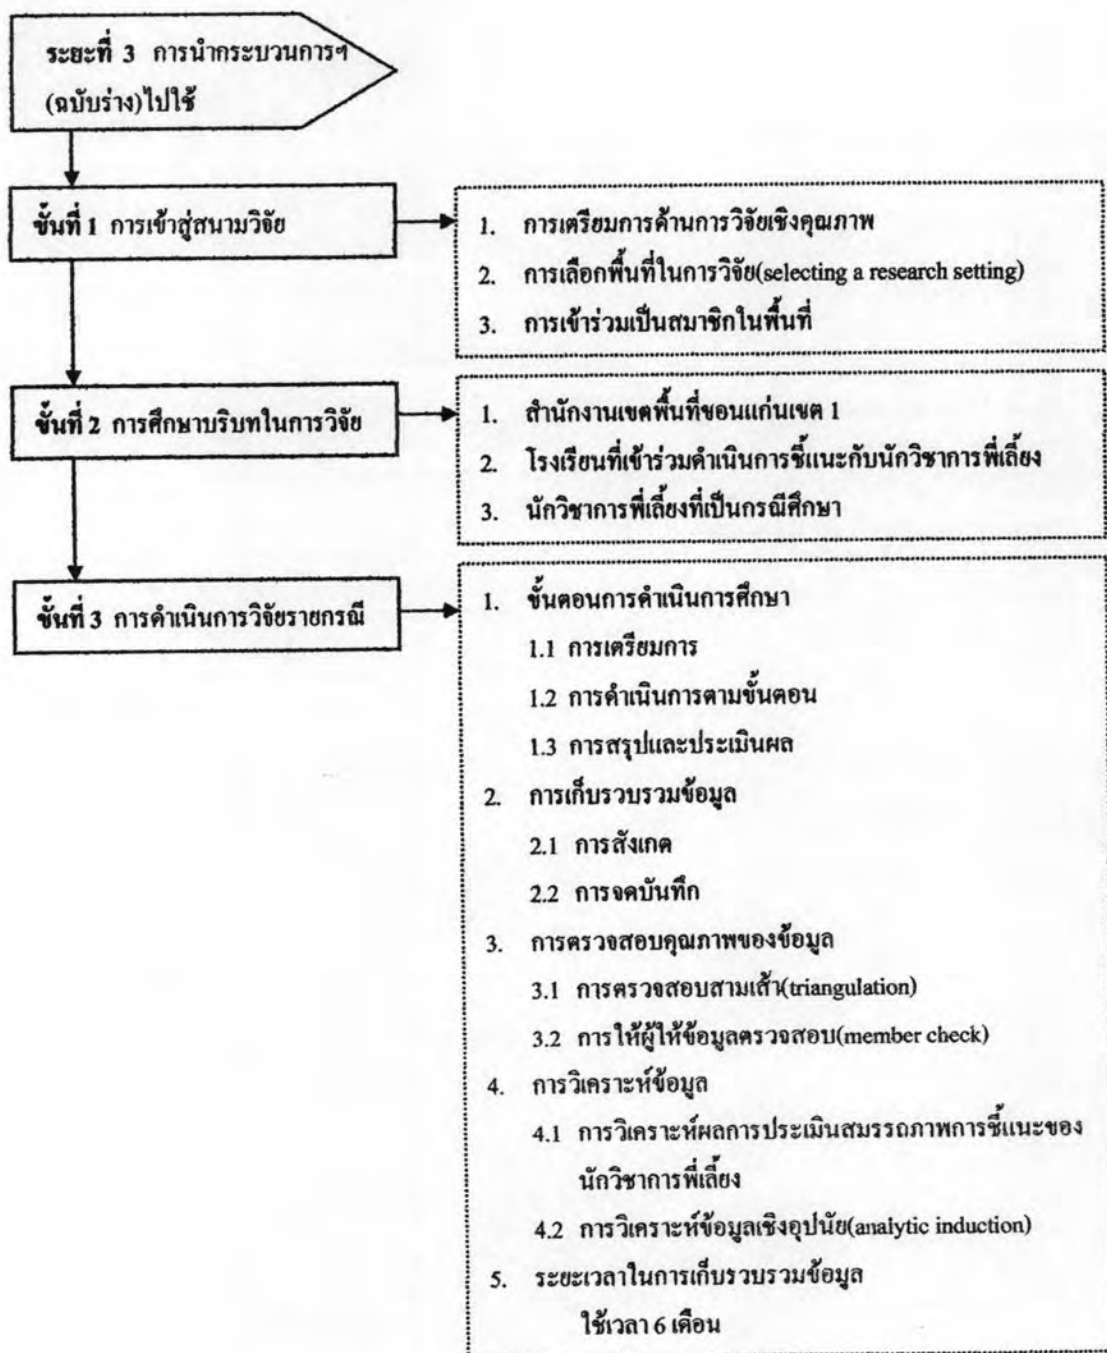 ระยะที่ 3 การนำกระบวนการฯ
(ฉบับร่าง)ไปใช้
ขั้นที่ 1 การเข้าสู่สนามวิจัย
1. การเตรียมการด้านการวิจัยเชิงคุณภาพ
2. การเลือกพื้นที่ในการวิจัย(selecting a research setting)
3. การเข้าร่วมเป็นสมาชิกในพื้นที่
ขั้นที่ 2 การศึกษาบริบทในการวิจัย
1. สำนักงานเขตพื้นที่ขอนแก่นเขต 1
2. โรงเรียนที่เข้าร่วมดำเนินการชี้แนะกับนักวิชาการพี่เลี้ยง
3. นักวิชาการพี่เลี้ยงที่เป็นกรณีศึกษา
ขั้นที่ 3 การดำเนินการวิจัยรายกรณี
1. ขั้นตอนการดำเนินการศึกษา
1.1 การเตรียมการ
1.2 การดำเนินการตามขั้นตอน
1.3 การสรุปและประเมินผล
2. การเก็บรวบรวมข้อมูล
2.1 การสังเกต
2.2 การจดบันทึก
3. การตรวจสอบคุณภาพของข้อมูล
3.1 การตรวจสอบสามเส้า(triangulation)
3.2 การให้ผู้ให้ข้อมูลตรวจสอบ(member check)
4. การวิเคราะห์ข้อมูล
4.1 การวิเคราะห์ผลการประเมินสมรรถภาพการชี้แนะของ
นักวิชาการพี่เลี้ยง
4.2 การวิเคราะห์ข้อมูลเชิงอุปนัย(analytic induction)
5. ระยะเวลาในการเก็บรวบรวมข้อมูล
ใช้เวลา 6 เดือน